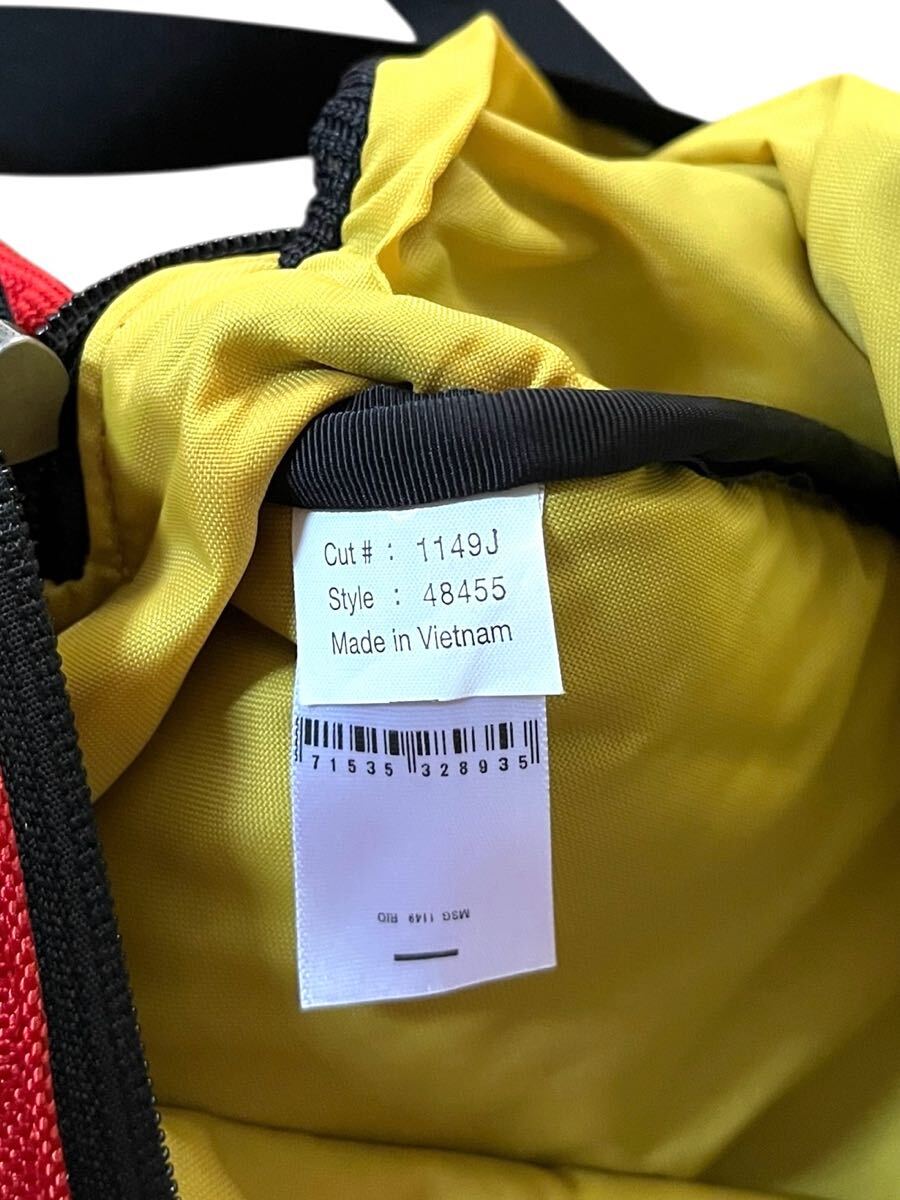 Cut # : 1149J
Style : 48455
Made in Vietnam
71535 328935
MSG 1149 RIO